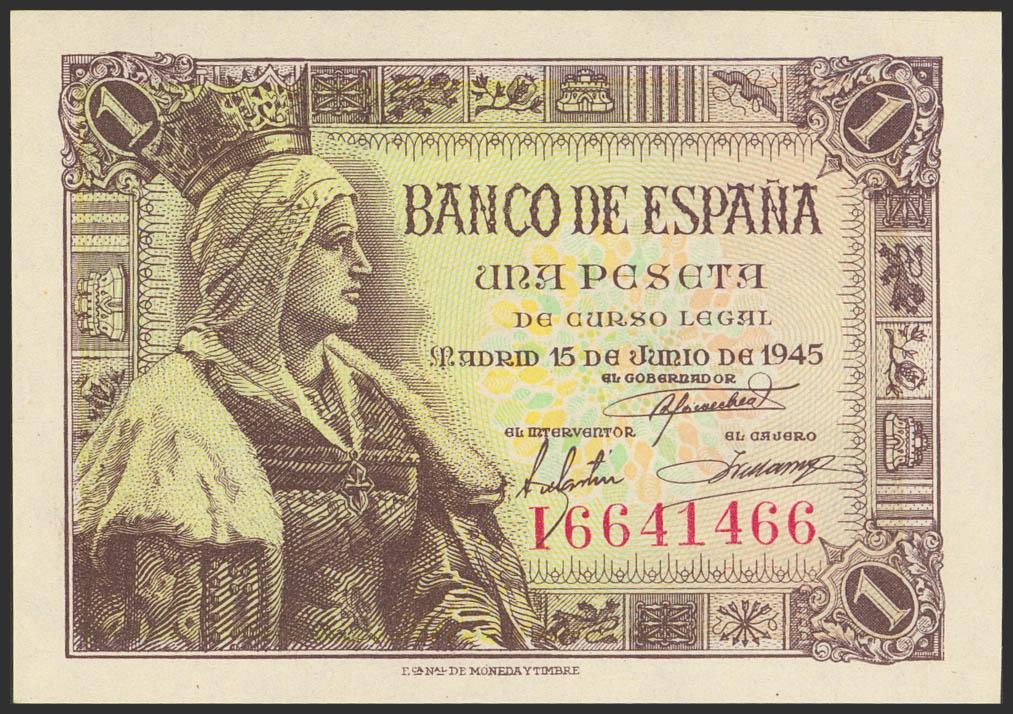 1
1
BANCO DE ESPAÑA
UNA PESETA
DE CURSO LEGAL
MADRID 15 DE JUNIO DE 1945
EL GOBERNADOR
EL INTERVENTOR
EL CAJERO
I6641466
1
F. CA NAL DE MONEDA Y TIMBRE